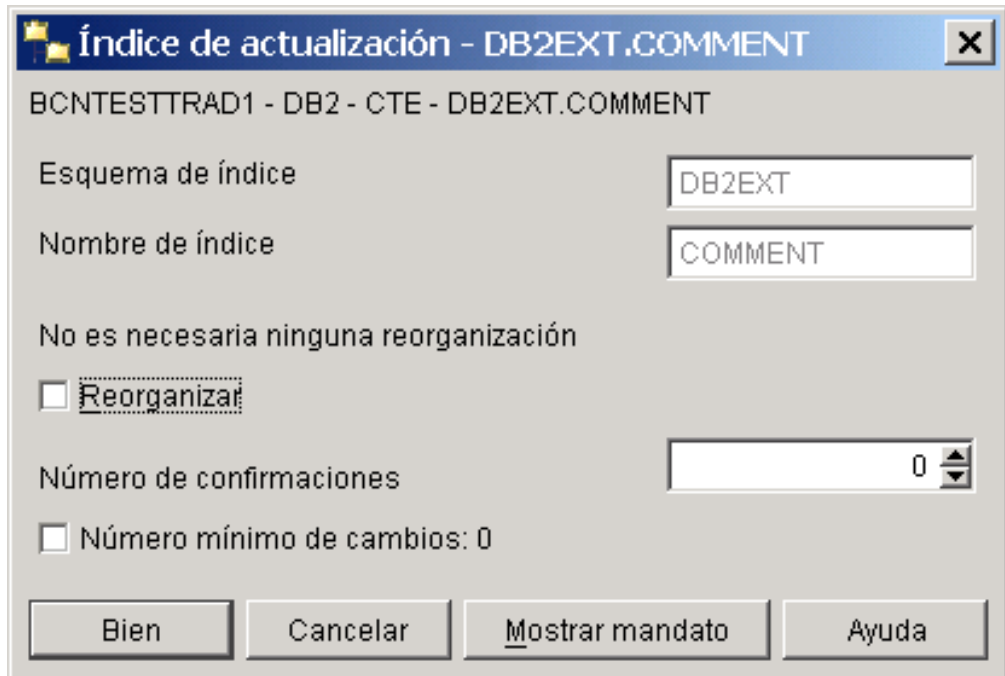 Índice de actualización - DB2EXT.COMMENT
BCNTESTTRAD1 - DB2 - CTE - DB2EXT.COMMENT
Esquema de índice DB2EXT
Nombre de índice COMMENT
No es necesaria ninguna reorganización
Reorganizar
Número de confirmaciones 0
Número mínimo de cambios: 0
Bien Cancelar Mostrar mandato Ayuda